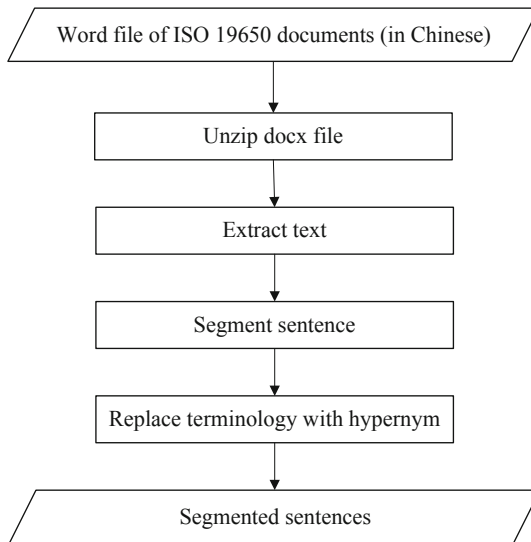 Word file of ISO 19650 documents (in Chinese)
Unzip docx file
Extract text
Segment sentence
Replace terminology with hypernym
Segmented sentences